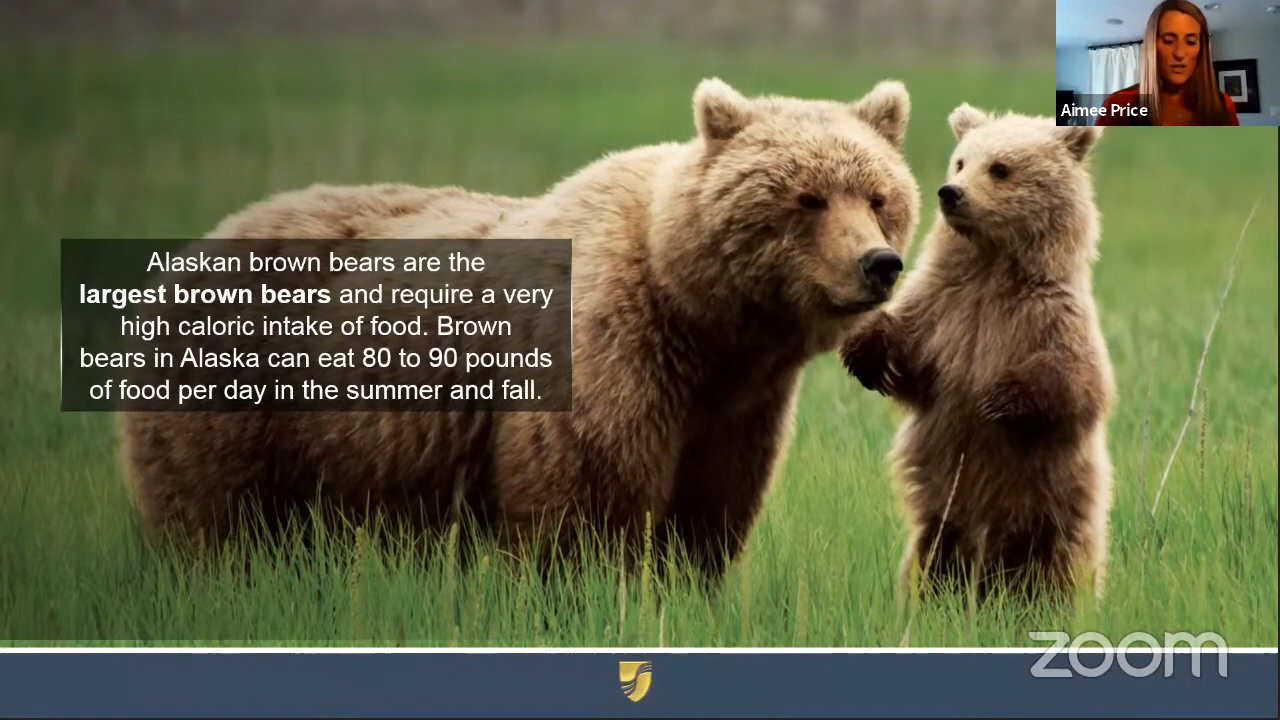 Aimee Price
Alaskan brown bears are the
largest brown bears and require a very
high caloric intake of food. Brown
bears in Alaska can eat 80 to 90 pounds
of food per day in the summer and fall.
zoom